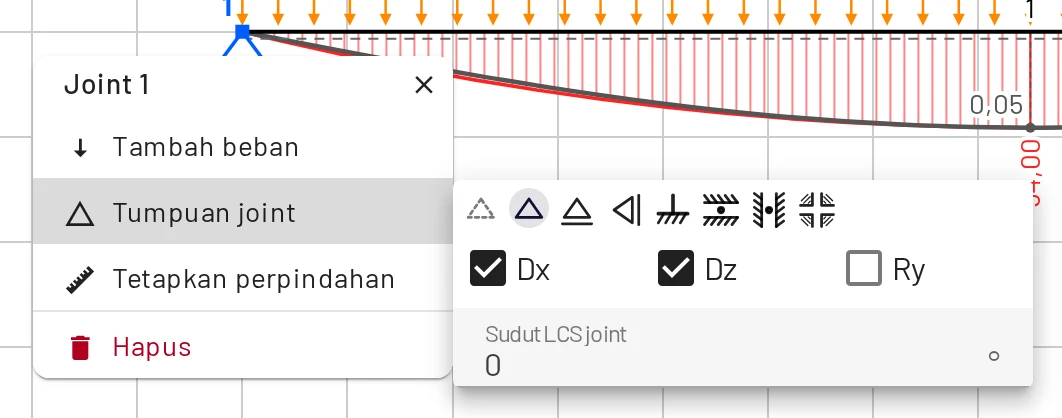 1
1
0,05
Joint 1
Tambah beban
Tumpuan joint
Tetapkan perpindahan
Hapus
Dx
Dz
Ry
Sudut LCS joint
0
°